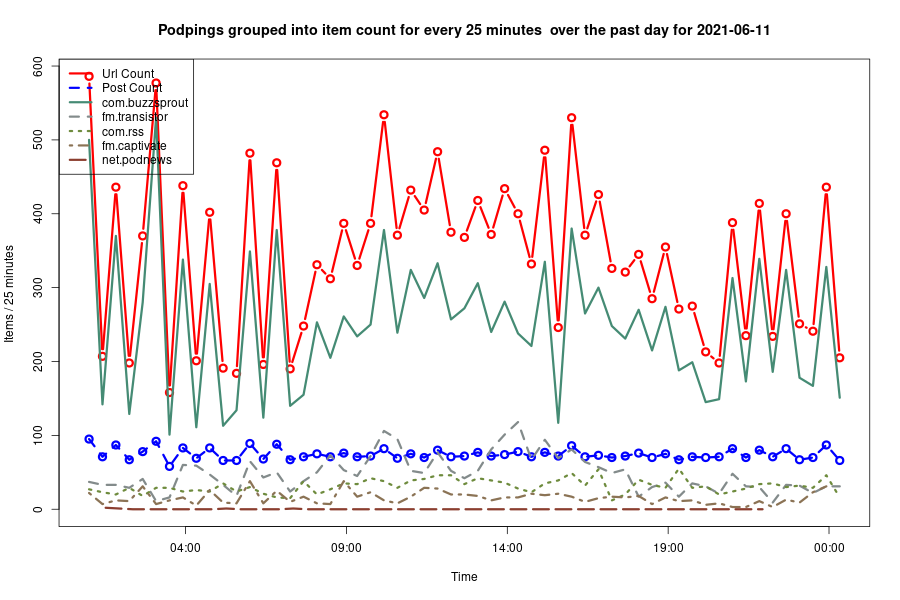 Podpings grouped into item count for every 25 minutes  over the past day for 2021-06-11
Url Count
Post Count
com.buzzsprout
fm.transistor
com.rss
fm.captivate
net.podnews
Items / 25 minutes
600
500
400
300
200
100
0
04:00
09:00
14:00
19:00
00:00
Time